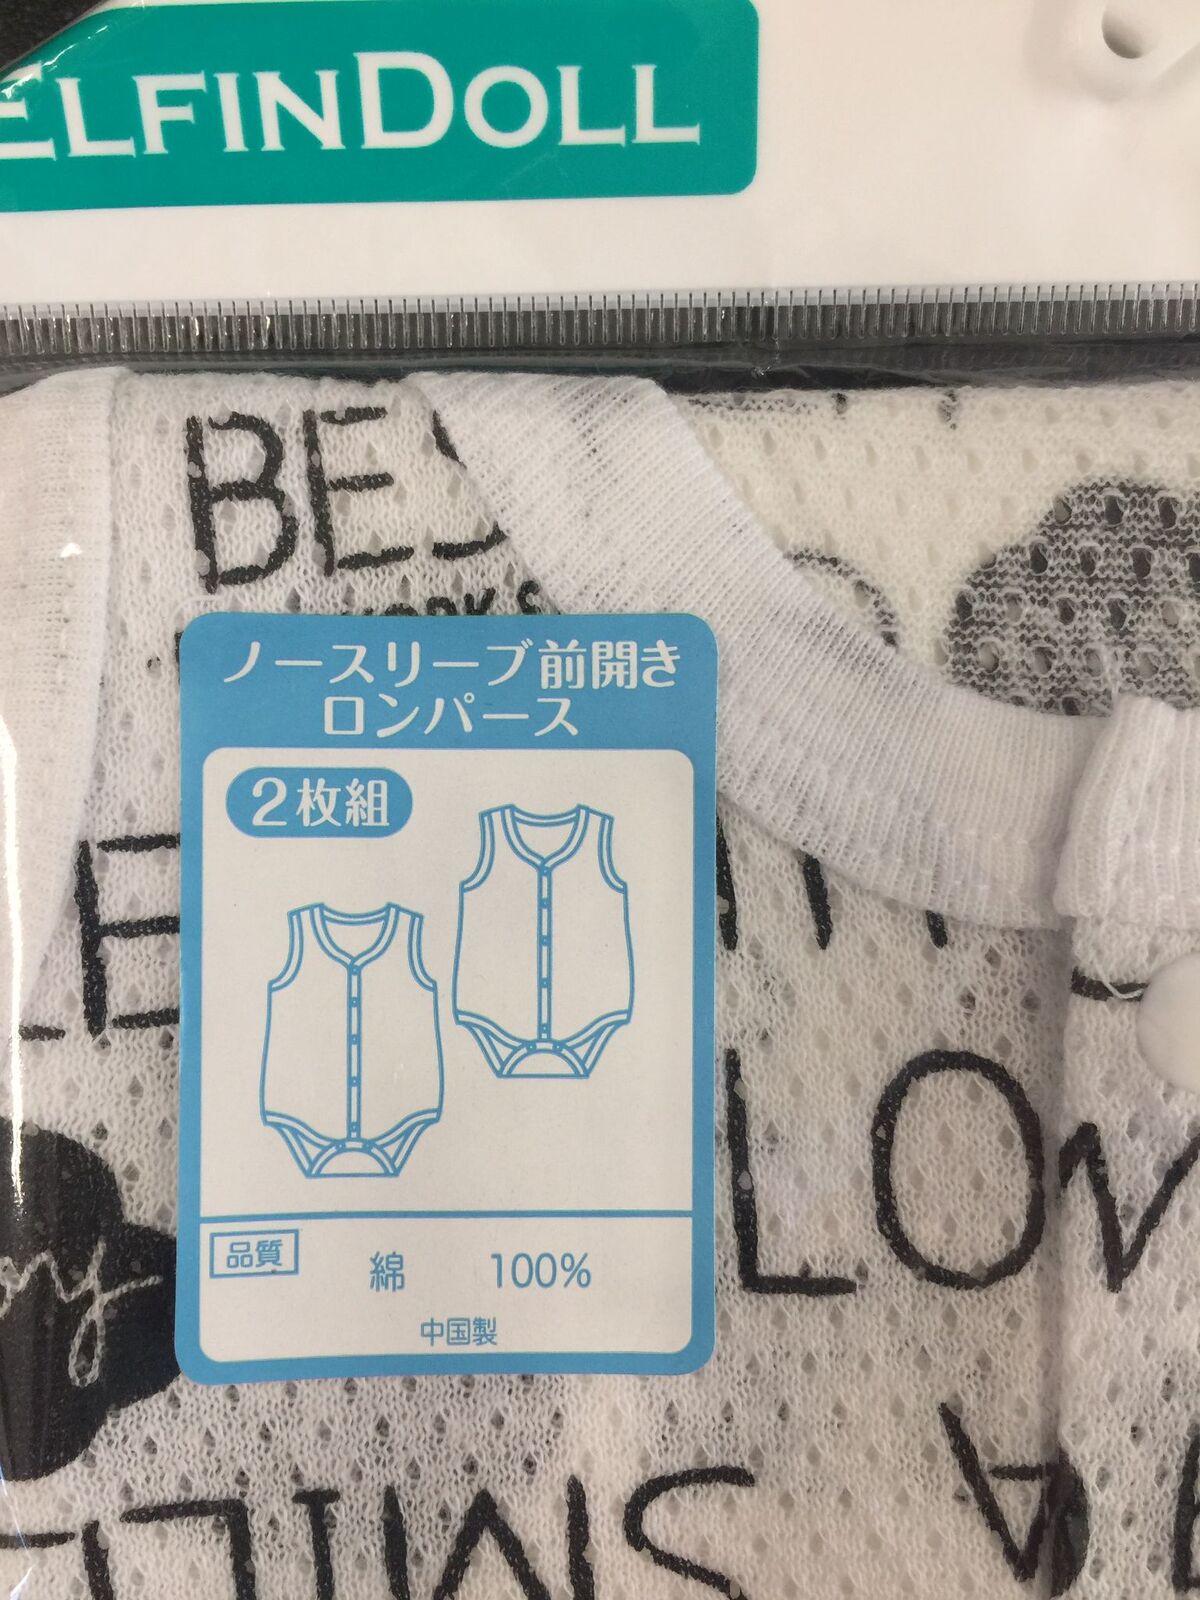 ELFINDOLL
BES
ノースリーブ前開き
ロンパース
2枚組
LOV
品質 綿 100%
中国製
A
SMILE